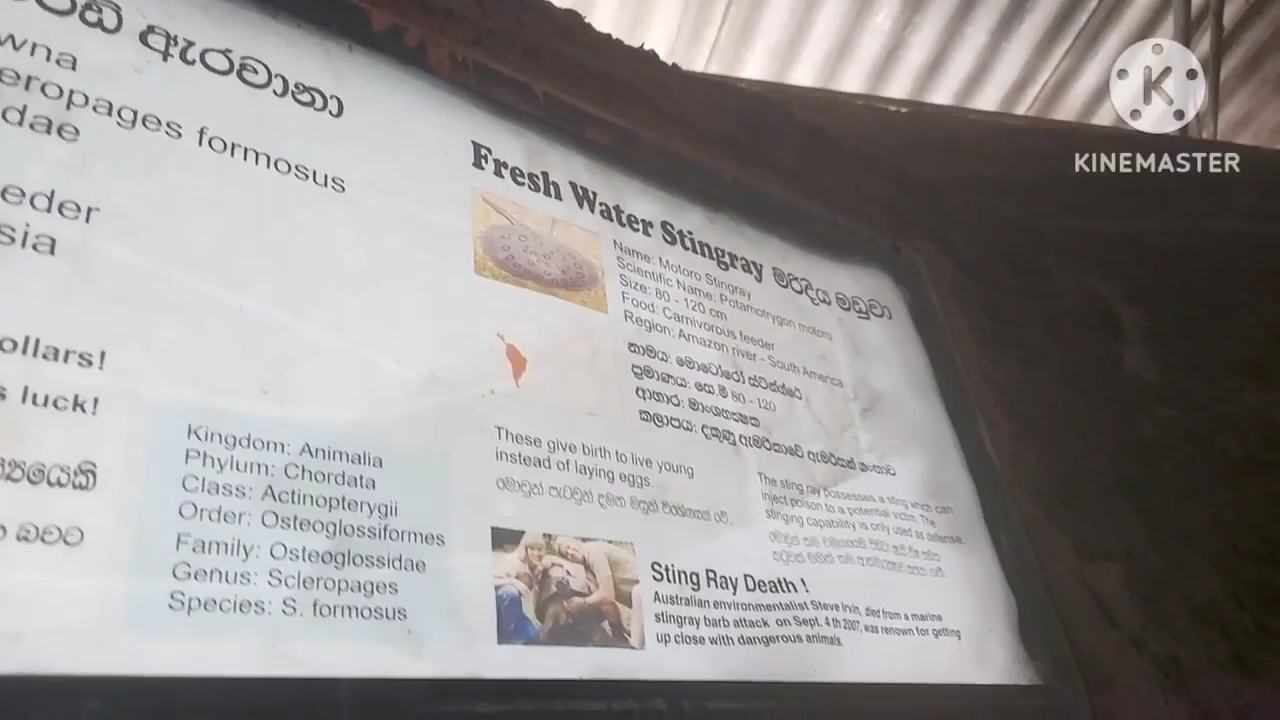 ඇරවානා
wna
eropages formosus
dae
eder
sia
ollars!
s luck!
ා බවට
Kingdom: Animalia
Phylum: Chordata
Class: Actinopterygii
Order: Osteoglossiformes
Family: Osteoglossidae
Genus: Scleropages
Species: S. formosus
Fresh Water Stingray මිරිදිය මඩුවා
Name: Motoro Stingray
Scientific Name: Potamotrygon motoro
Size: 80 - 120 cm
Food: Carnivorous feeder
Region: Amazon river - South America
නාමය: මොටෝරෝ ස්ටින්ග්රේ
ප්‍රමාණය: සෙ.මී 80 - 120
ආහාර: මාංශභක්ෂක
කලාපය: දකුණු ඇමරිකාවේ ඇමරිකන් ගංගාව
These give birth to live young
instead of laying eggs.
මොවුන් පැටවුන් දමන
The sting ray possesses a sting which can
inject poison to a potential victim. The
stinging capability is only used as defense.
Sting Ray Death !
Australian environmentalist Steve Irvin, died from a marine
stingray barb attack on Sept. 4 th 2007, was renown for getting
up close with dangerous animals.
K
KINEMASTER